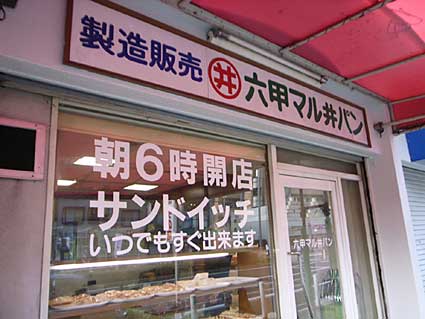 製造販売 井 六甲マル井パン
朝6時開店
サンドイッチ
いつでもすぐ出来ます
六甲マル井パン